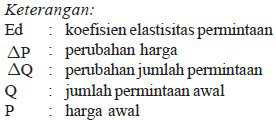 Keterangan:
Ed : koefisien elastisitas permintaan
ΔP : perubahan harga
ΔQ : perubahan jumlah permintaan
Q : jumlah permintaan awal
P : harga awal